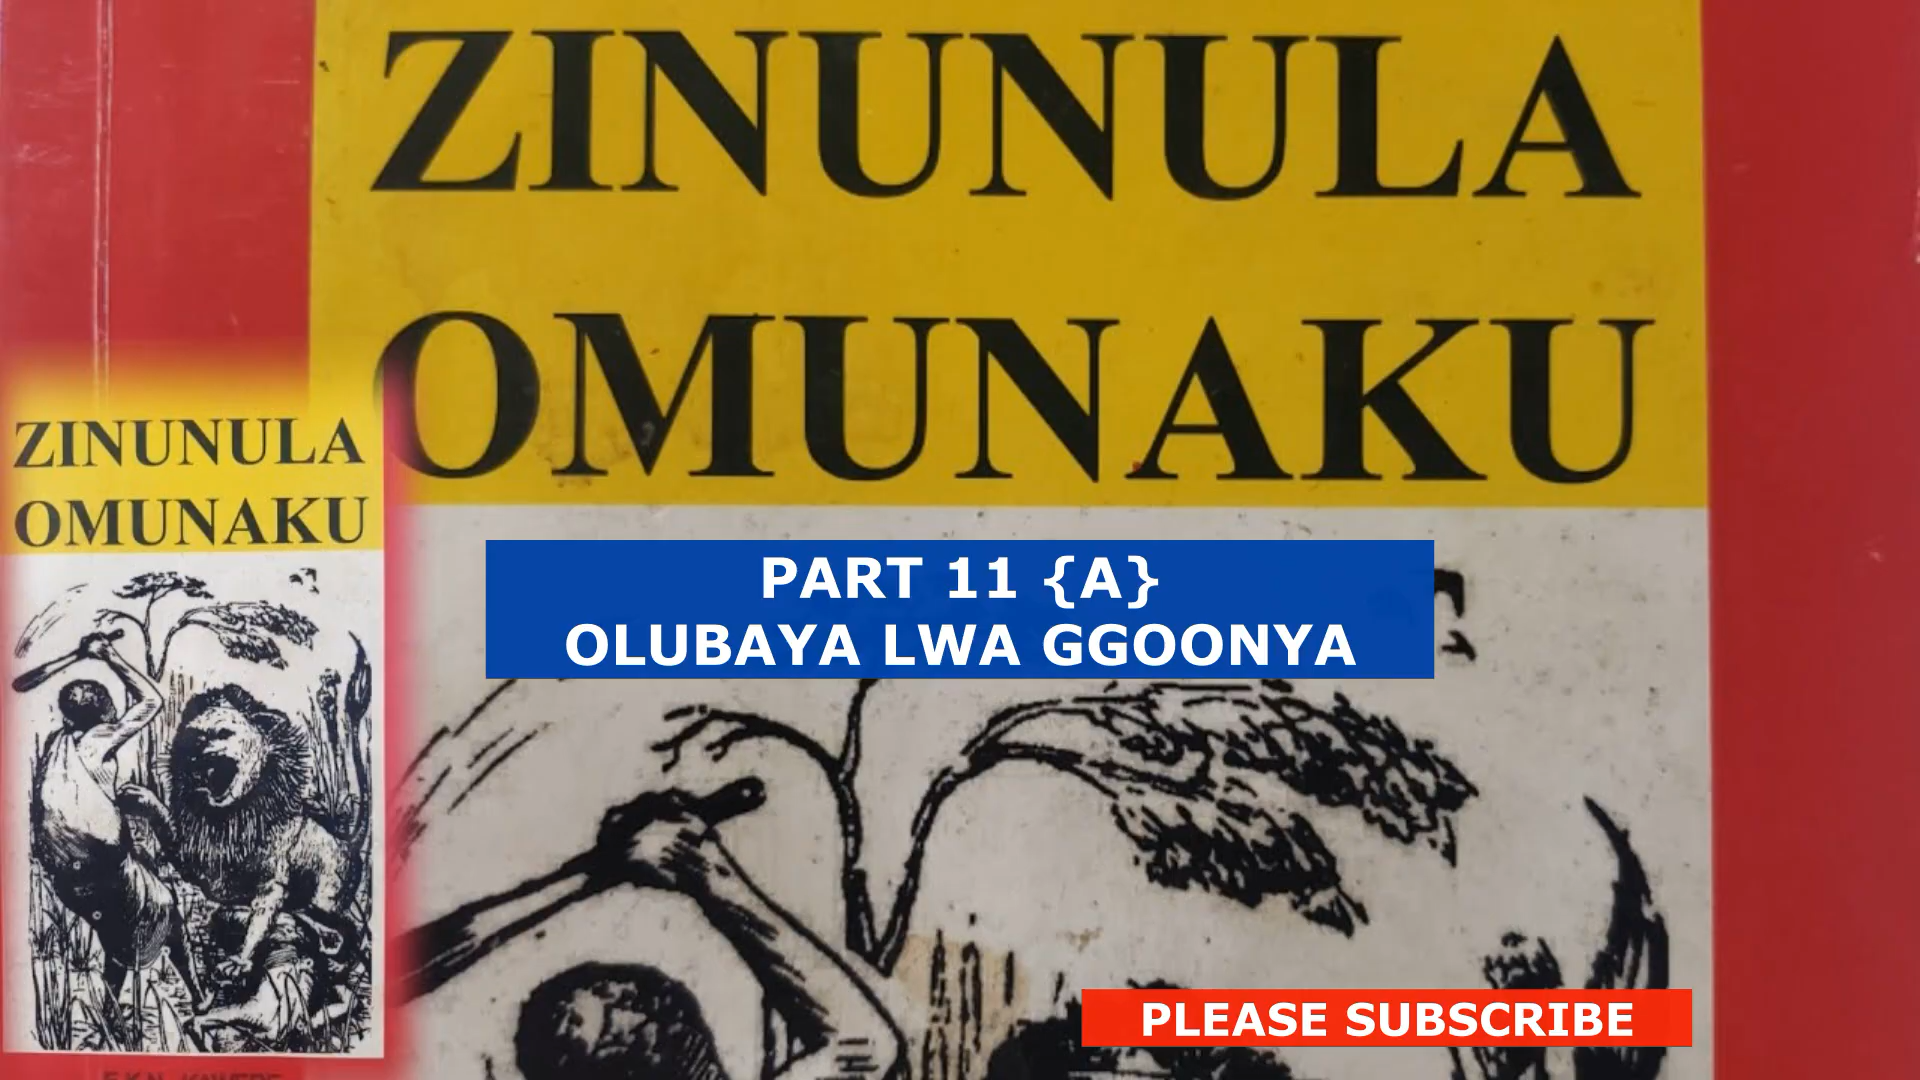 ZINUNULA
OMUNAKU
ZINUNULA
OMUNAKU
PART 11 {A}
OLUBAYA LWA GGOONYA
PLEASE SUBSCRIBE